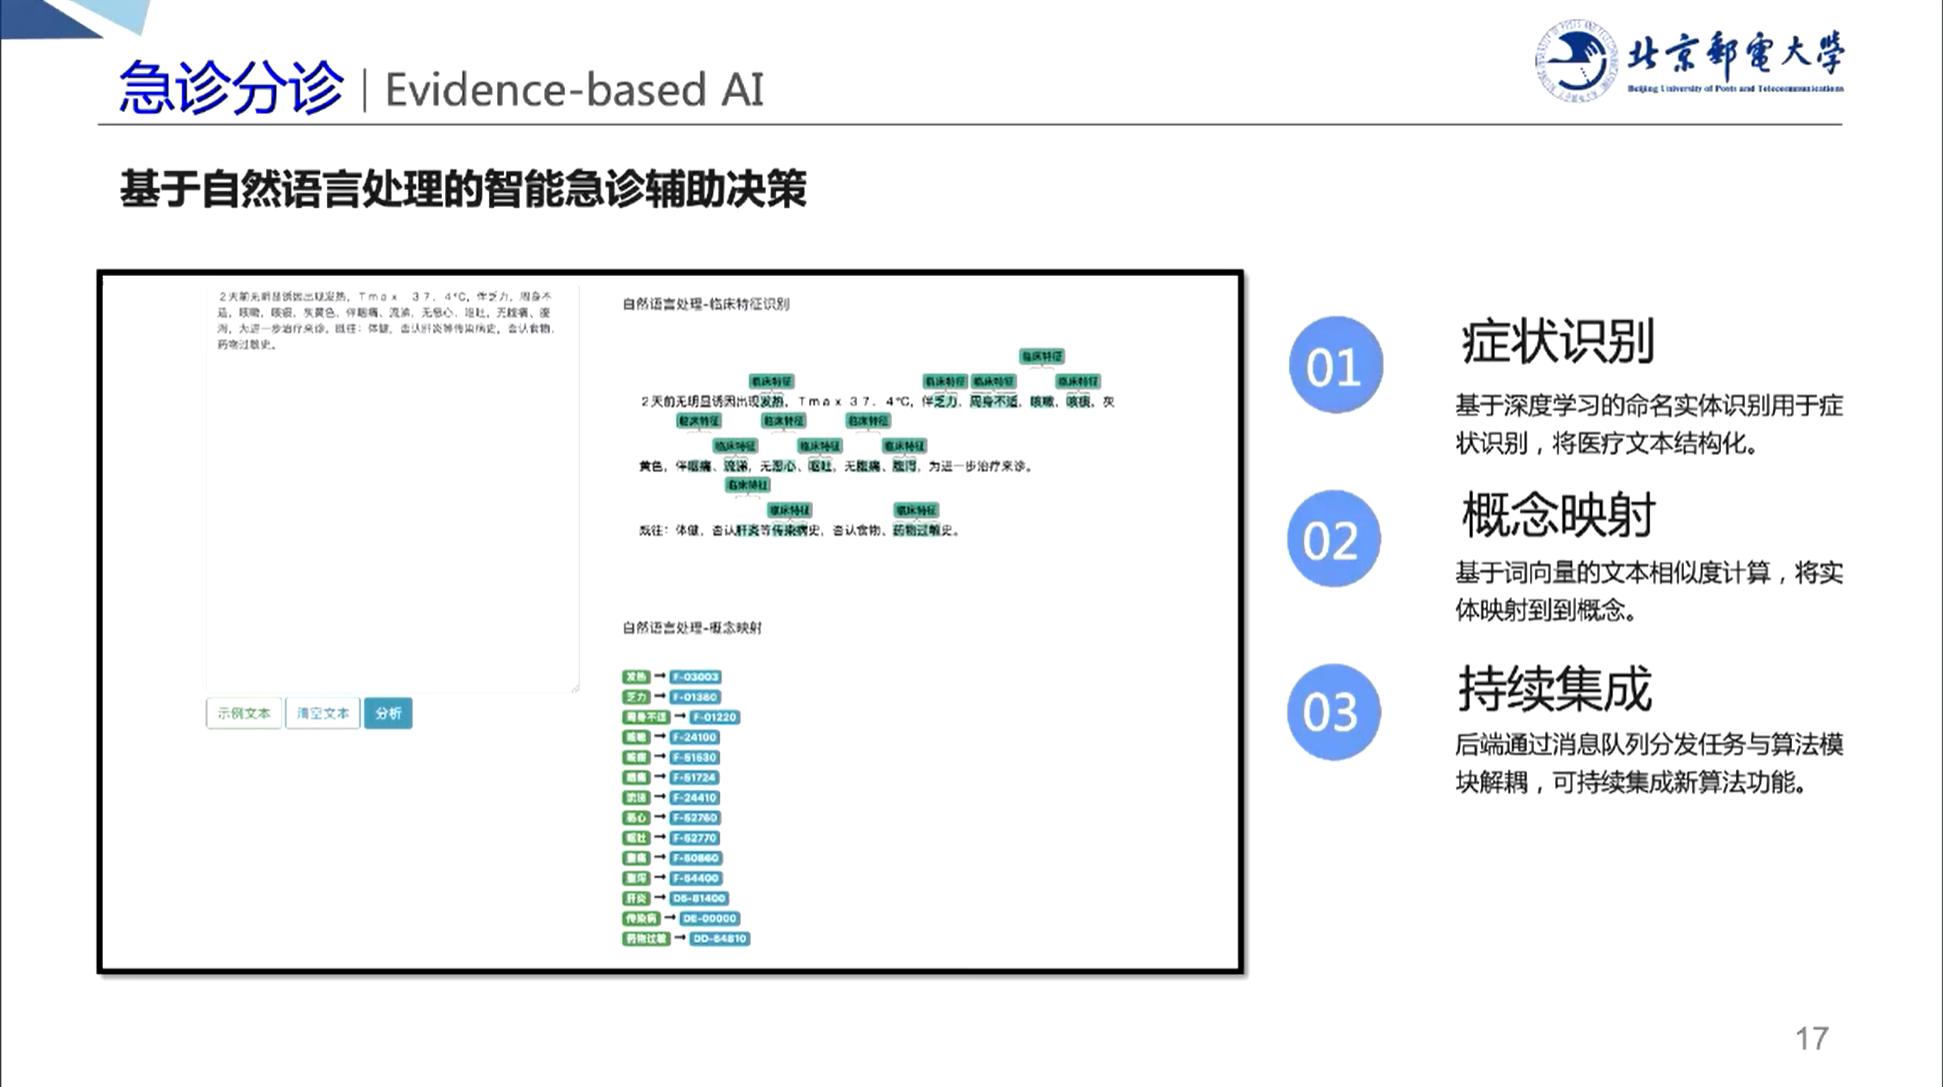 急诊分诊 | Evidence-based AI
北京郵電大學
Beijing University of Posts and Telecommunications
基于自然语言处理的智能急诊辅助决策
2天前无明显诱因出现发热，Tmax 37.4℃，伴乏力，周身不
适，咳嗽，咳痰，灰黄色，伴咽痛、流涕，无恶心、呕吐，无腹痛、腹
泻，为进一步治疗来诊。既往：体健，否认肝炎等传染病史，否认食物、
药物过敏史。
示例文本 清空文本 分析
自然语言处理-临床特征识别
临床特征
临床特征 临床特征 临床特征 临床特征
2天前无明显诱因出现发热，Tmax 37.4℃，伴乏力、周身不适、咳嗽、咳痰，灰
临床特征 临床特征 临床特征
临床特征 临床特征 临床特征
黄色，伴咽痛、流涕，无恶心、呕吐，无腹痛、腹泻，为进一步治疗来诊。
临床特征
临床特征 临床特征
既往：体健，否认肝炎等传染病史，否认食物、药物过敏史。
自然语言处理-概念映射
发热 → F-03003
乏力 → F-01380
周身不适 → F-01220
咳嗽 → F-24100
咳痰 → F-51530
咽痛 → F-51724
流涕 → F-24410
恶心 → F-52760
呕吐 → F-52770
腹痛 → F-50860
腹泻 → F-54400
肝炎 → D5-81400
传染病 → DE-00000
药物过敏 → DD-64810
01 症状识别
基于深度学习的命名实体识别用于症
状识别，将医疗文本结构化。
02 概念映射
基于词向量的文本相似度计算，将实
体映射到到概念。
03 持续集成
后端通过消息队列分发任务与算法模
块解耦，可持续集成新算法功能。
17